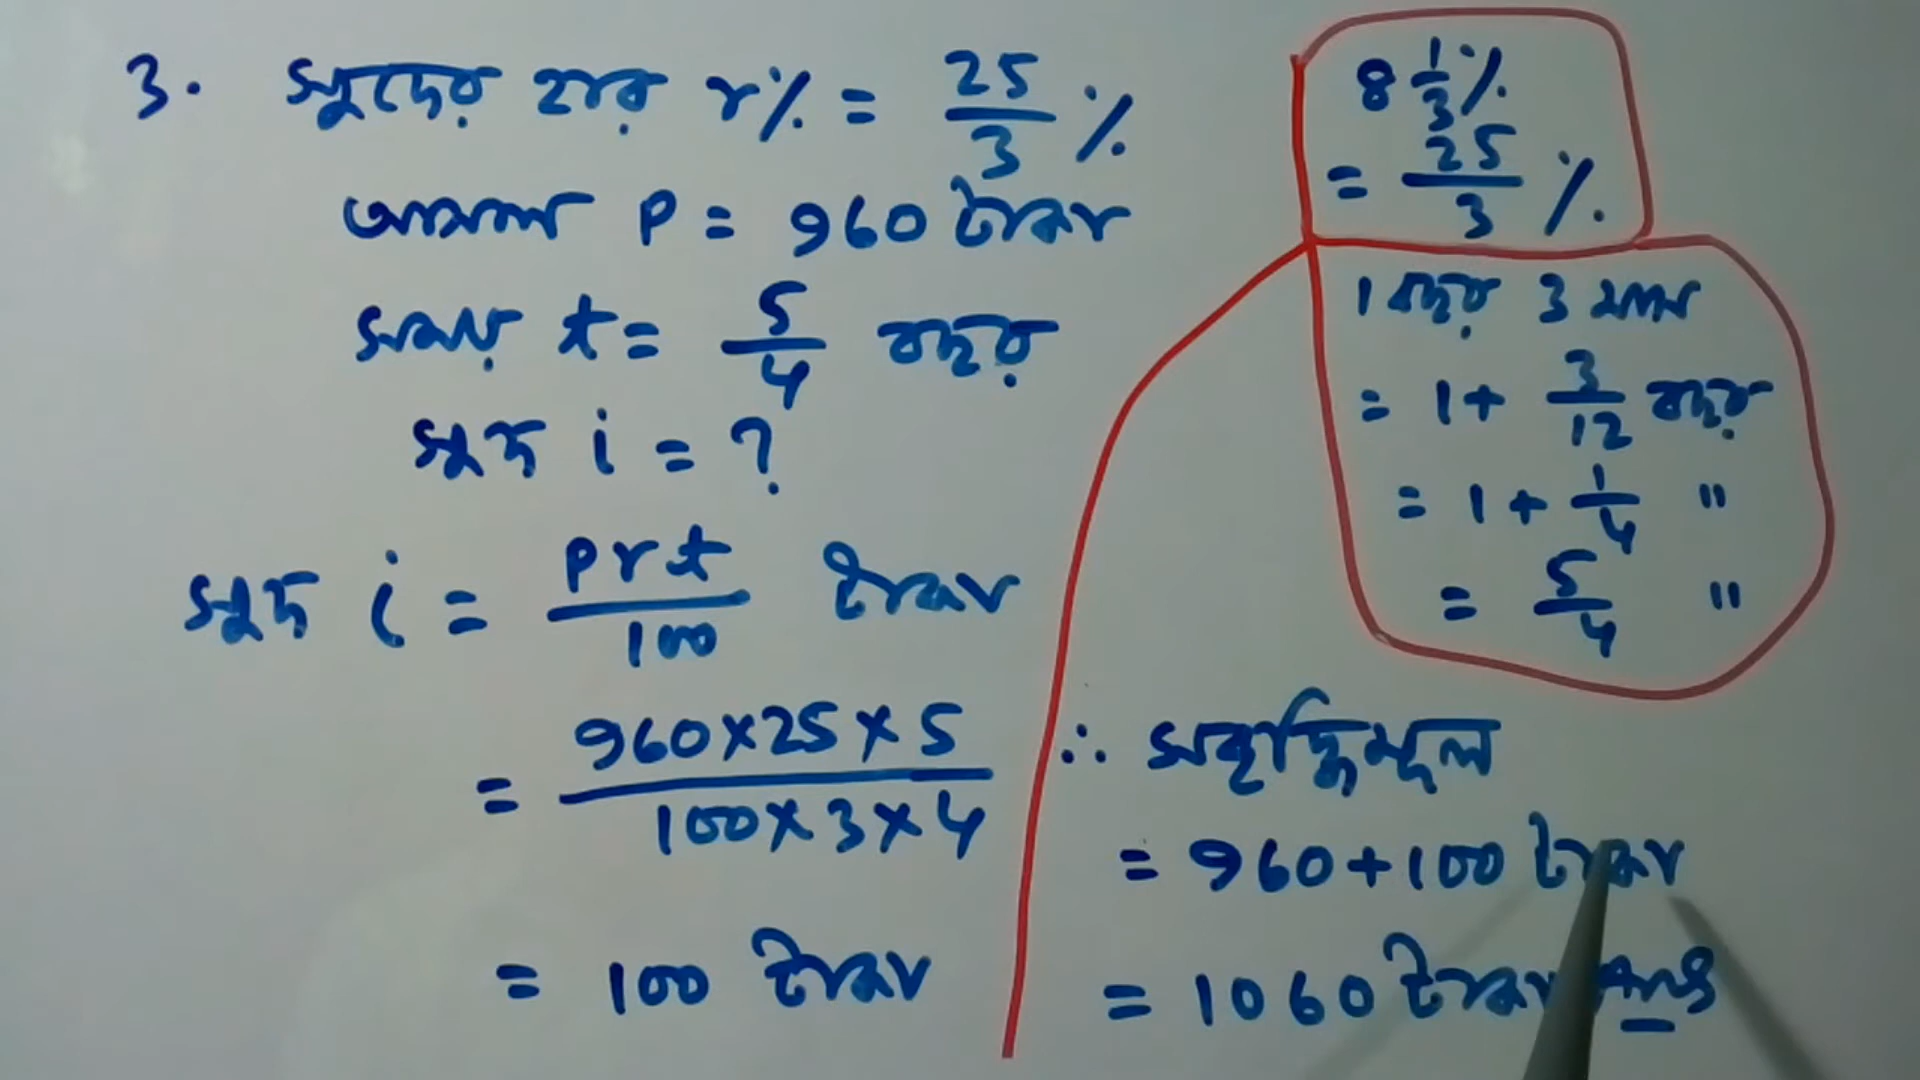 3. সুদের হার r% = 25/3 %
আসল P = 960 টাকা
সময় t = 5/4 বছর
সুদ i = ?
সুদ i = prt/100 টাকা
= 960×25×5/100×3×4
= 100 টাকা
8 1/3 %
= 25/3 %
1 বছর 3 মাস
= 1+ 3/12 বছর
= 1 + 1/4 "
= 5/4 "
∴ সবৃদ্ধিমূল
= 960+100 টাকা
= 1060 টাকা Ans